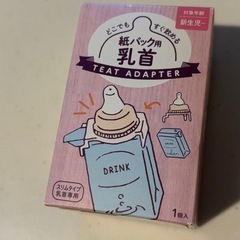 どこでも すぐ飲める
対象年齢
新生児~
紙パック用
乳首
TEAT ADAPTER
DRINK
スリムタイプ
乳首専用
1個入